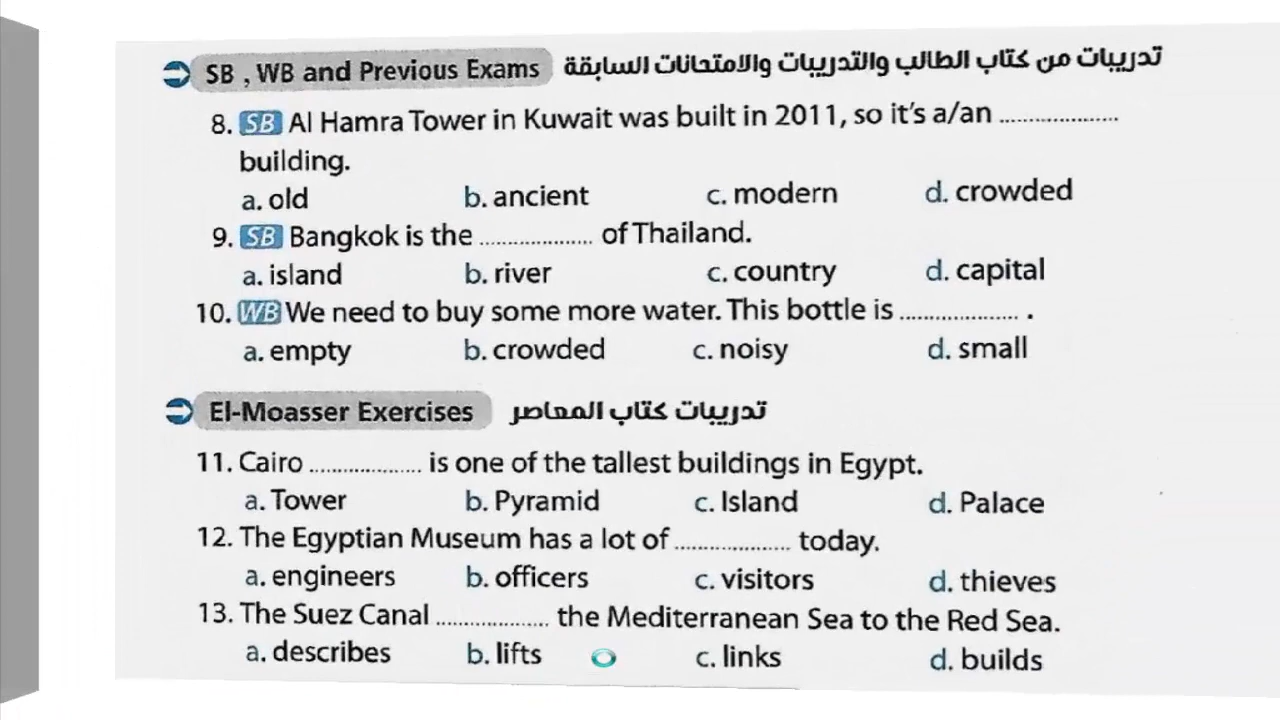 SB , WB and Previous Exams تدريبات من كتاب الطالب والتدريبات والامتحانات السابقة
8. SB Al Hamra Tower in Kuwait was built in 2011, so it's a/an ....................
building.
a. old b. ancient c. modern d. crowded
9. SB Bangkok is the .................... of Thailand.
a. island b. river c. country d. capital
10. WB We need to buy some more water. This bottle is .................... .
a. empty b. crowded c. noisy d. small
El-Moasser Exercises تدريبات كتاب المعاصر
11. Cairo .................... is one of the tallest buildings in Egypt.
a. Tower b. Pyramid c. Island d. Palace
12. The Egyptian Museum has a lot of .................... today.
a. engineers b. officers c. visitors d. thieves
13. The Suez Canal .................... the Mediterranean Sea to the Red Sea.
a. describes b. lifts c. links d. builds